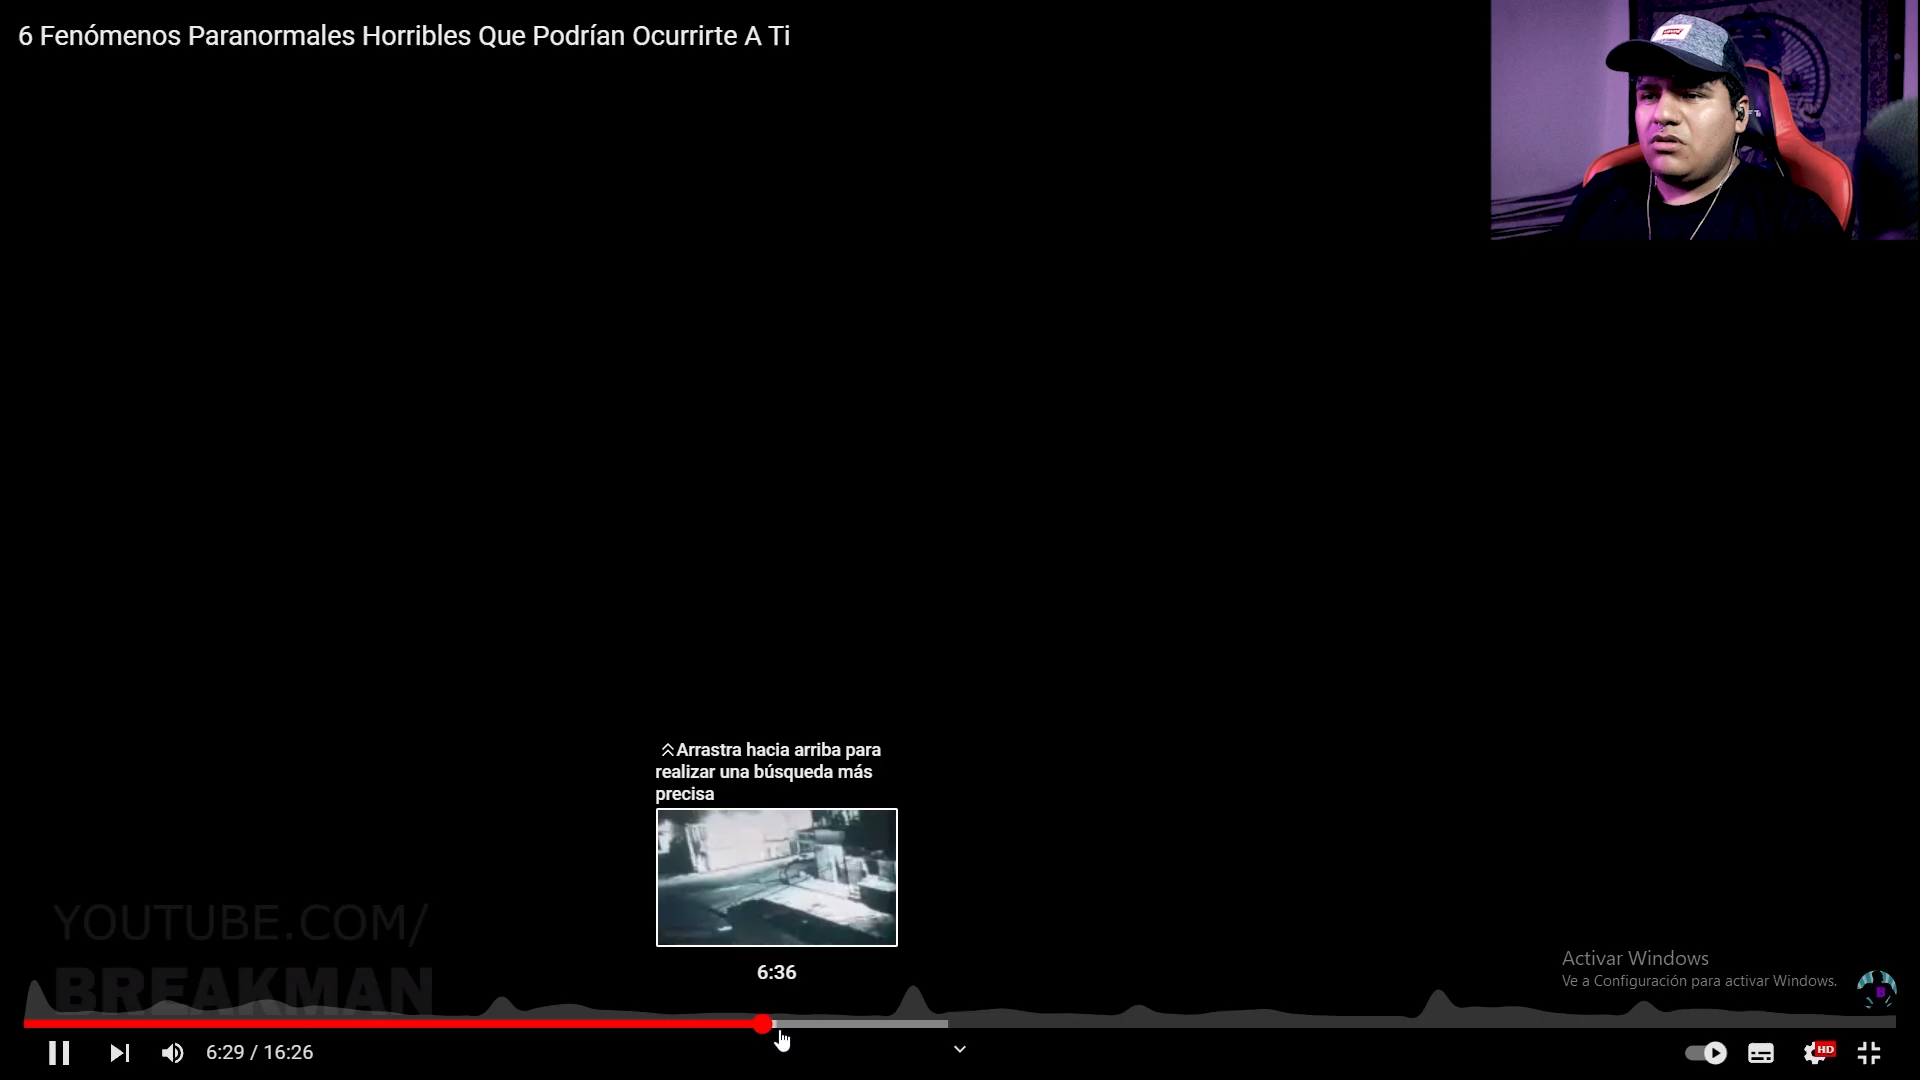 6 Fenómenos Paranormales Horribles Que Podrían Ocurrirte A Ti
Arrastra hacia arriba para
realizar una búsqueda más
precisa
6:36
YOUTUBE.COM/
BREAKMAN
Activar Windows
Ve a Configuración para activar Windows.
6:29 / 16:26
HD